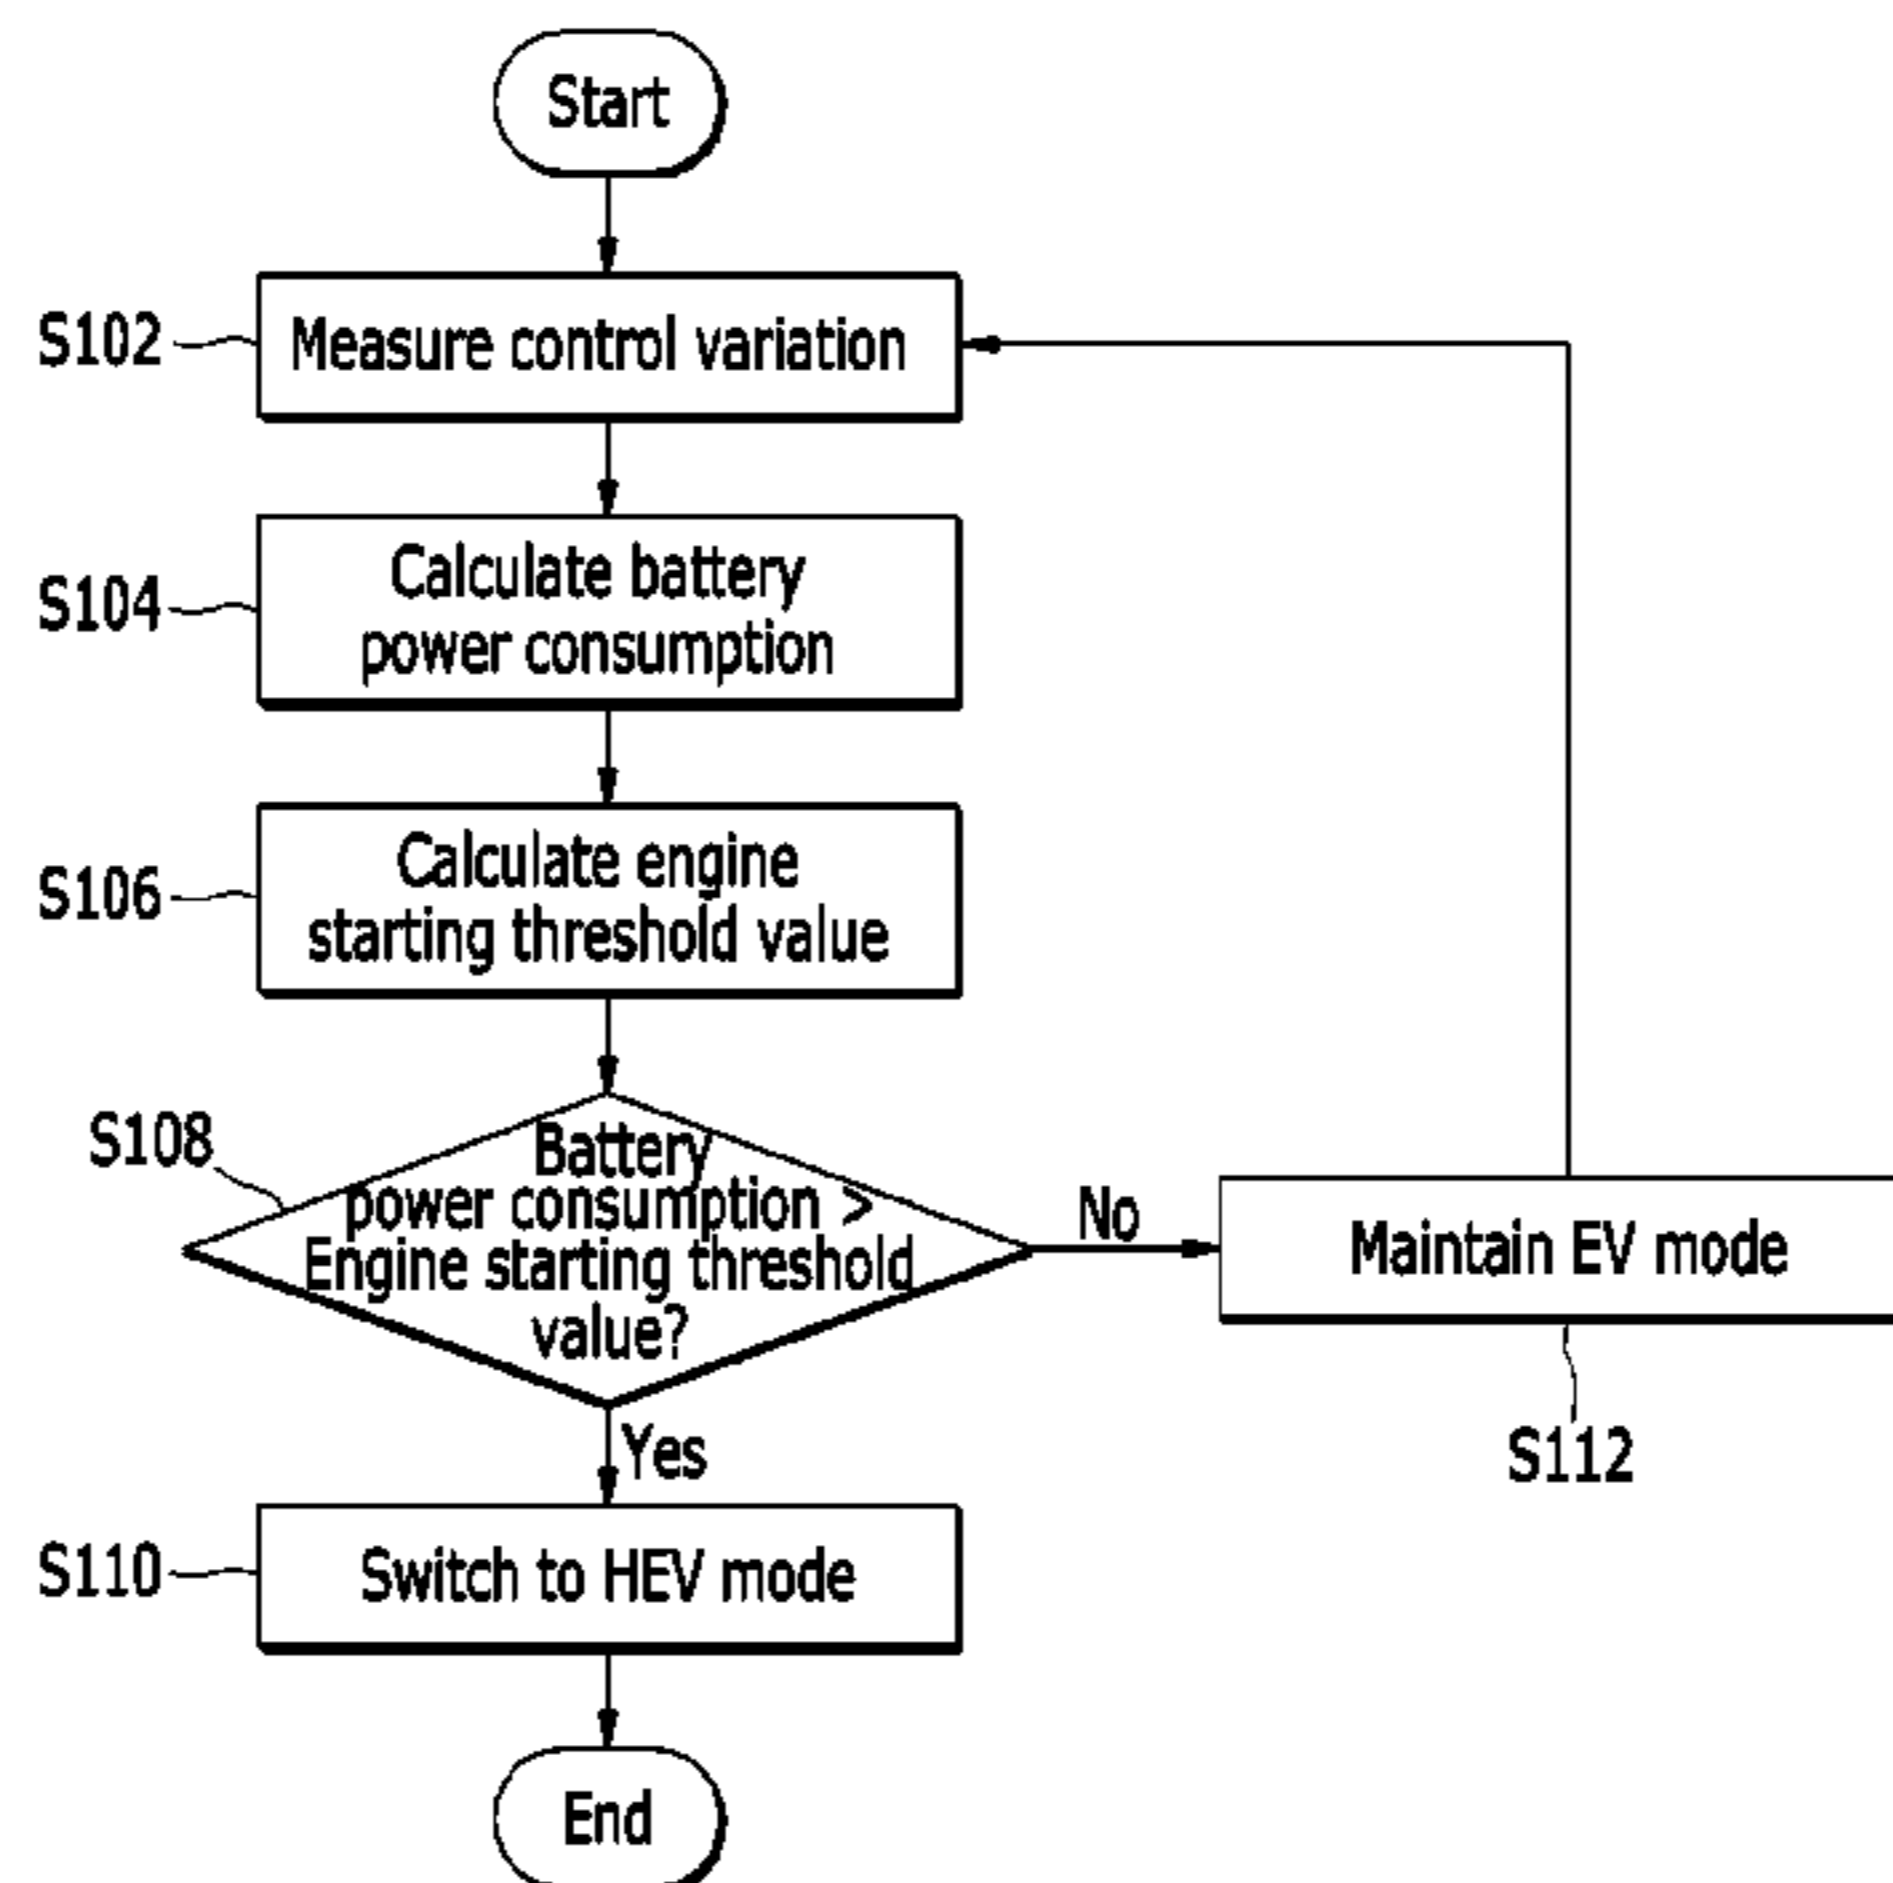 Start
S102
Measure control variation
S104
Calculate battery
power consumption
S106
Calculate engine
starting threshold value
S108
Battery
power consumption >
Engine starting threshold
value?
No
Maintain EV mode
S112
Yes
S110
Switch to HEV mode
End